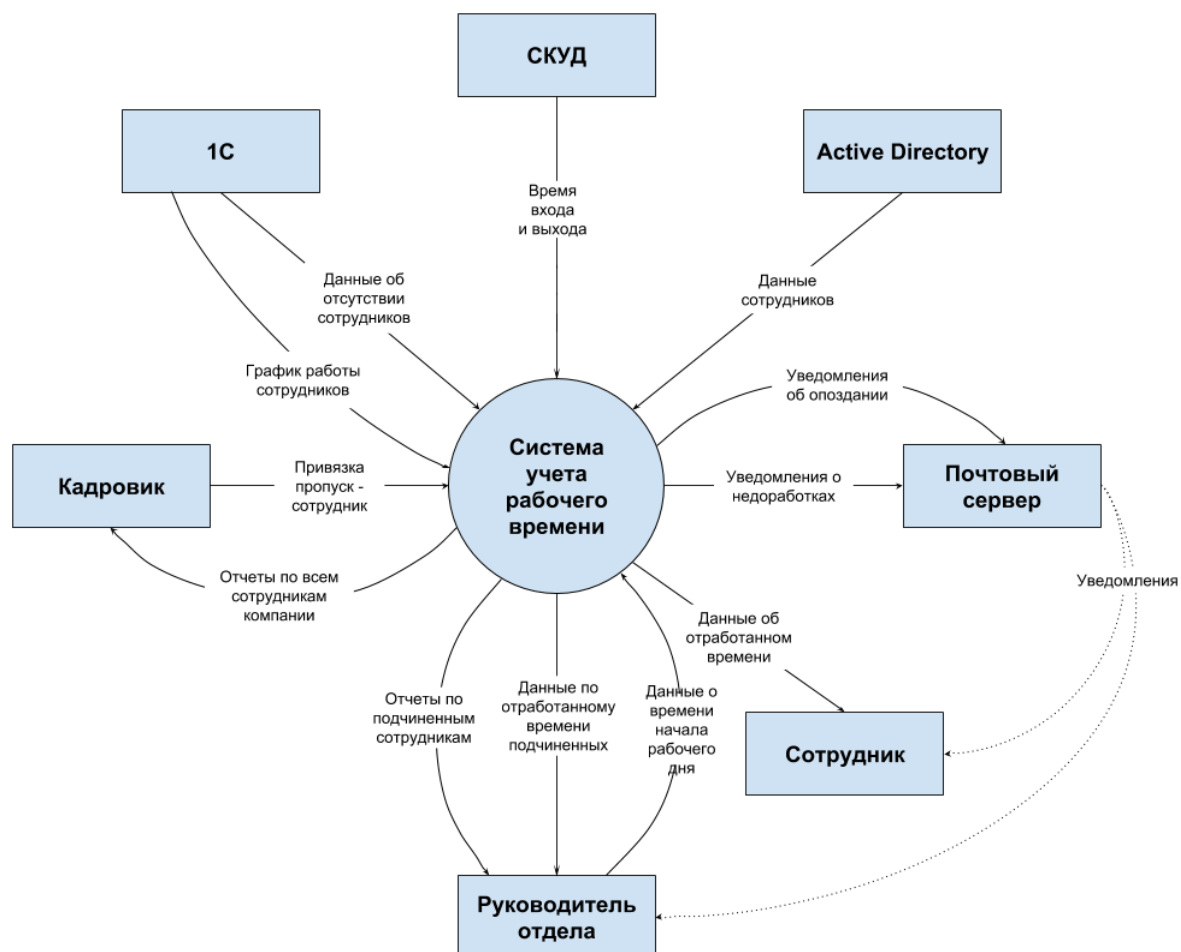 СКУД
1С
Active Directory
Время
входа
и выхода
Данные об
отсутствии
сотрудников
Данные
сотрудников
График работы
сотрудников
Уведомления
об опоздании
Система
учета
рабочего
времени
Кадровик
Привязка
пропуск -
сотрудник
Уведомления о
недоработках
Почтовый
сервер
Отчеты по всем
сотрудникам
компании
Уведомления
Данные об
отработанном
времени
Отчеты по
подчиненным
сотрудникам
Данные по
отработанному
времени
подчиненных
Данные о
времени
начала
рабочего
дня
Сотрудник
Руководитель
отдела